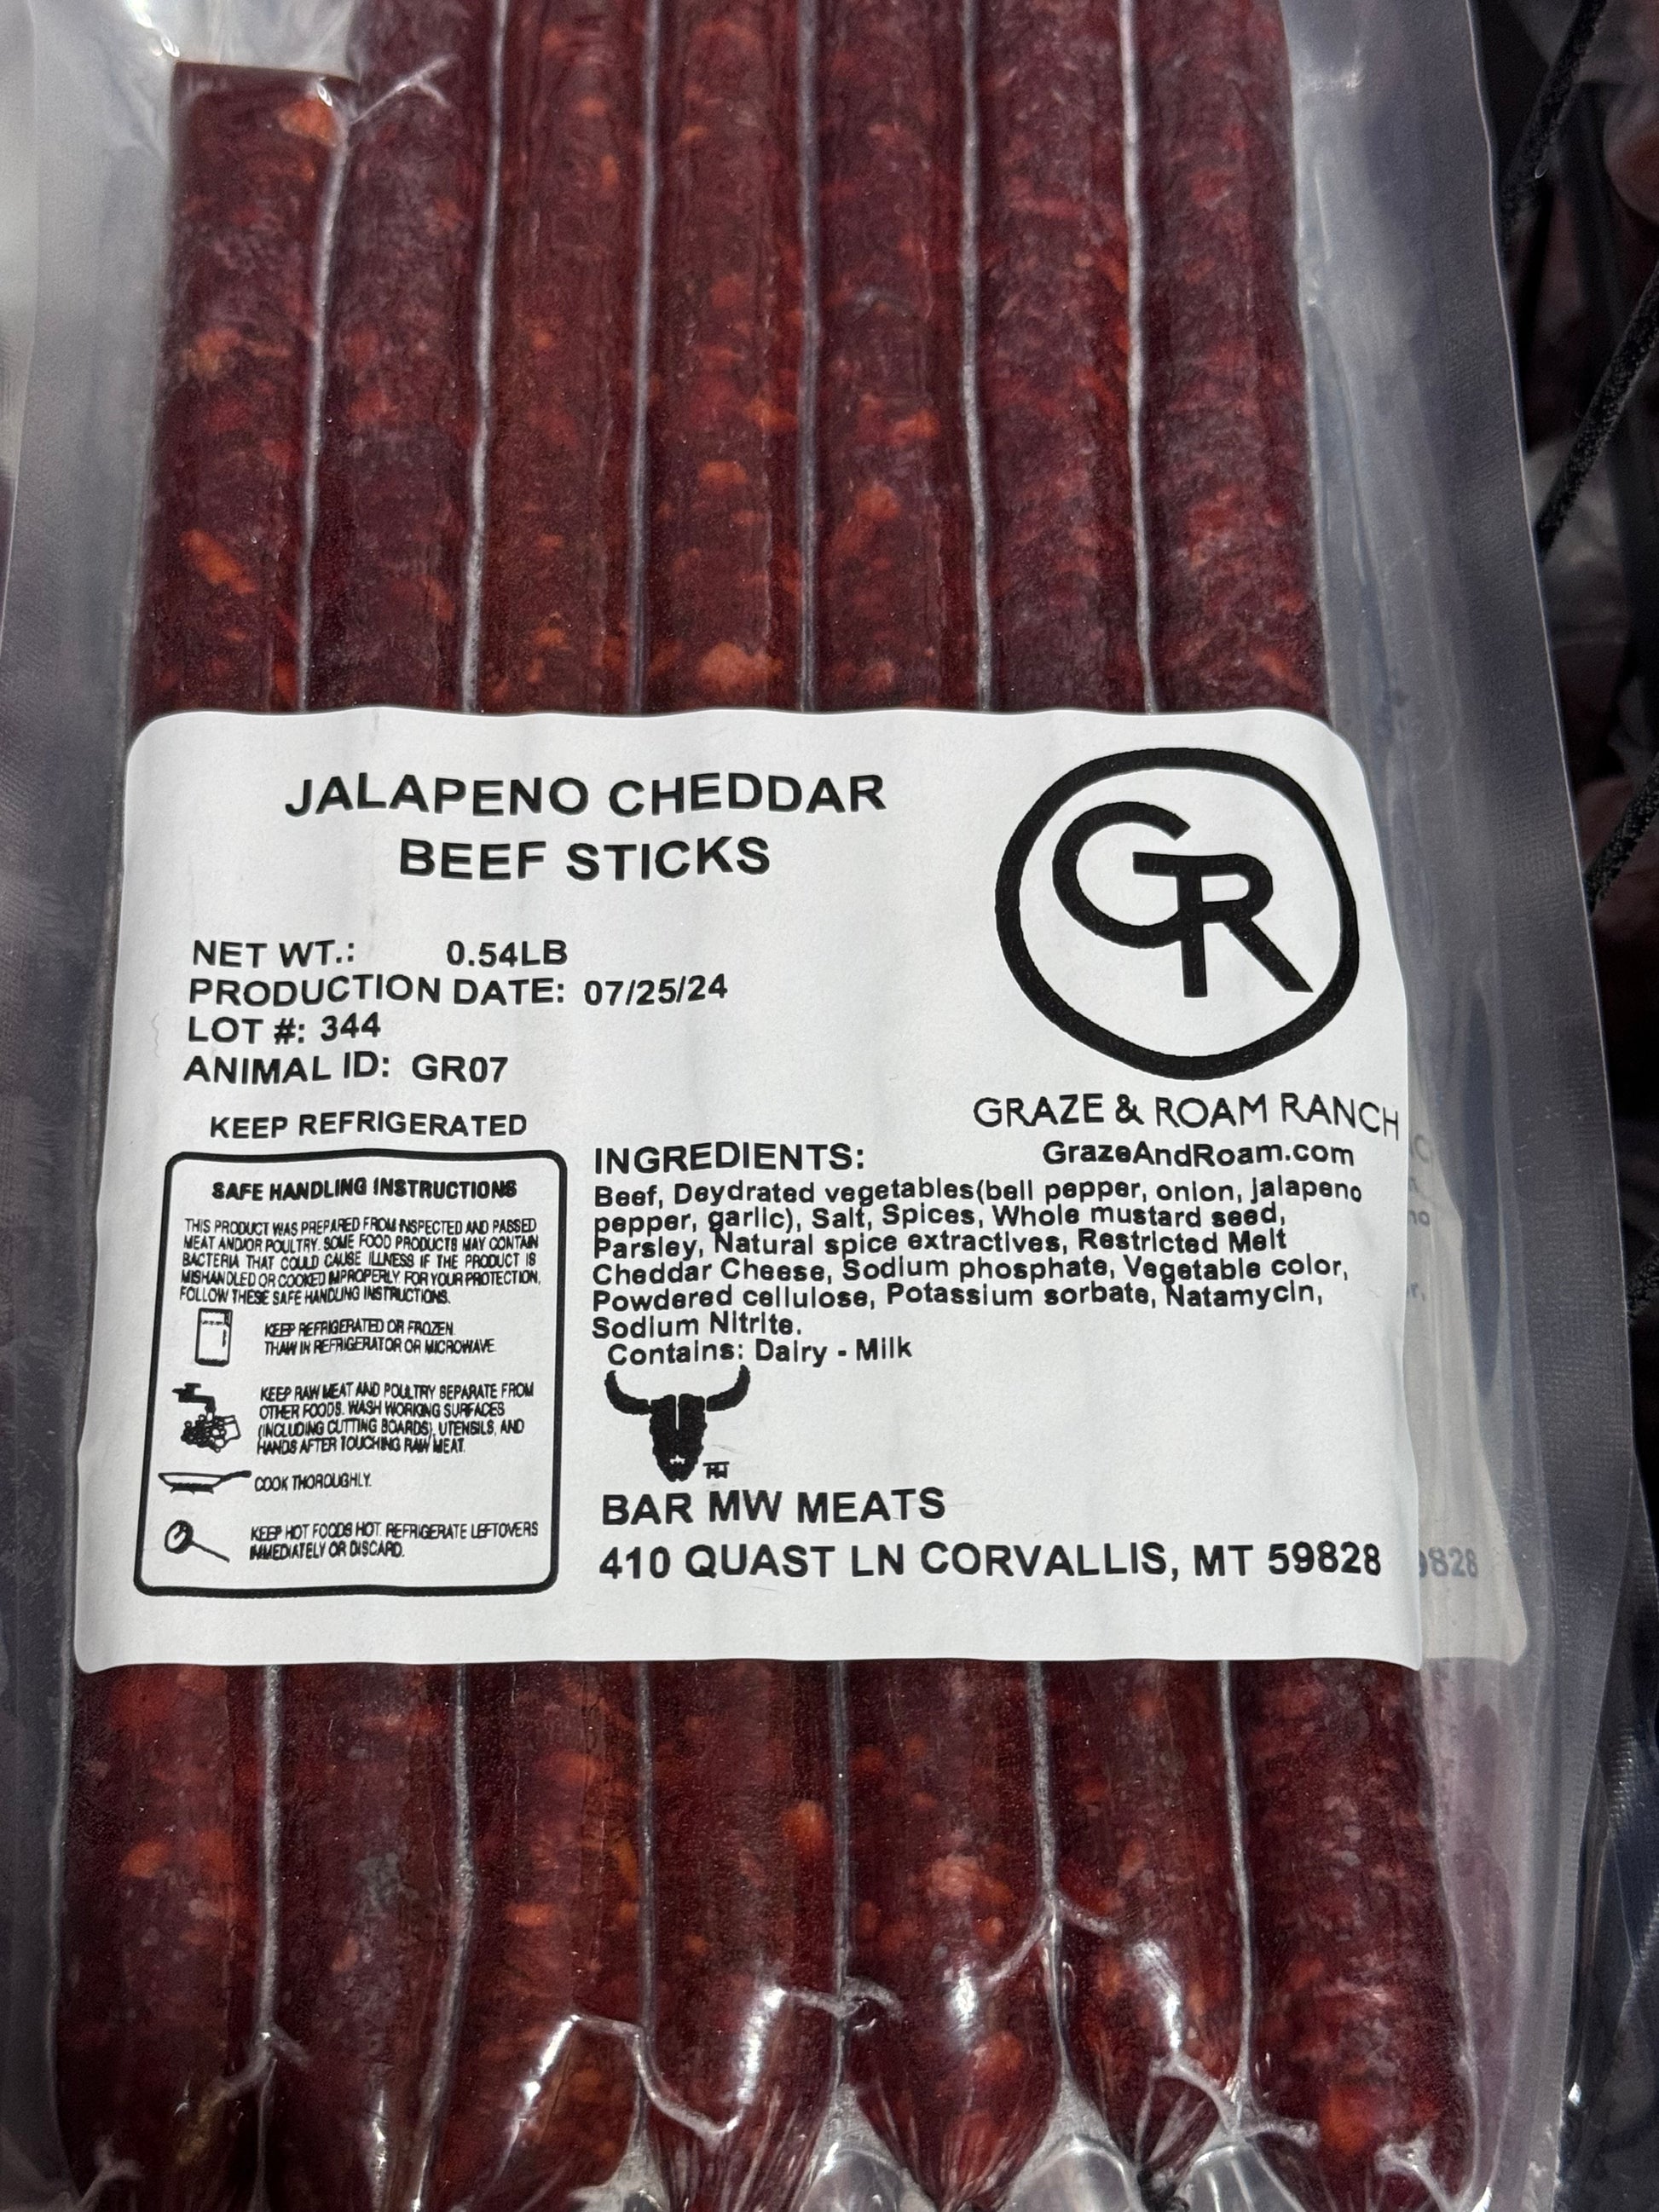 JALAPENO CHEDDAR
BEEF STICKS
GR
NET WT.: 0.54LB
PRODUCTION DATE: 07/25/24
LOT #: 344
ANIMAL ID: GR07
KEEP REFRIGERATED
GRAZE & ROAM RANCH
GrazeAndRoam.com
SAFE HANDLING INSTRUCTIONS
THIS PRODUCT WAS PREPARED FROM INSPECTED AND PASSED
MEAT AND/OR POULTRY. SOME FOOD PRODUCTS MAY CONTAIN
BACTERIA THAT COULD CAUSE ILLNESS IF THE PRODUCT IS
MISHANDLED OR COOKED IMPROPERLY. FOR YOUR PROTECTION,
FOLLOW THESE SAFE HANDLING INSTRUCTIONS.
KEEP REFRIGERATED OR FROZEN.
THAW IN REFRIGERATOR OR MICROWAVE.
KEEP RAW MEAT AND POULTRY SEPARATE FROM
OTHER FOODS. WASH WORKING SURFACES
(INCLUDING CUTTING BOARDS), UTENSILS, AND
HANDS AFTER TOUCHING RAW MEAT.
COOK THOROUGHLY.
KEEP HOT FOODS HOT. REFRIGERATE LEFTOVERS
IMMEDIATELY OR DISCARD.
INGREDIENTS:
Beef, Deydrated vegetables(bell pepper, onion, jalapeno
pepper, garlic), Salt, Spices, Whole mustard seed,
Parsley, Natural spice extractives, Restricted Melt
Cheddar Cheese, Sodium phosphate, Vegetable color,
Powdered cellulose, Potassium sorbate, Natamycin,
Sodium Nitrite.
Contains: Dairy - Milk
BAR MW MEATS
410 QUAST LN CORVALLIS, MT 59828
9828